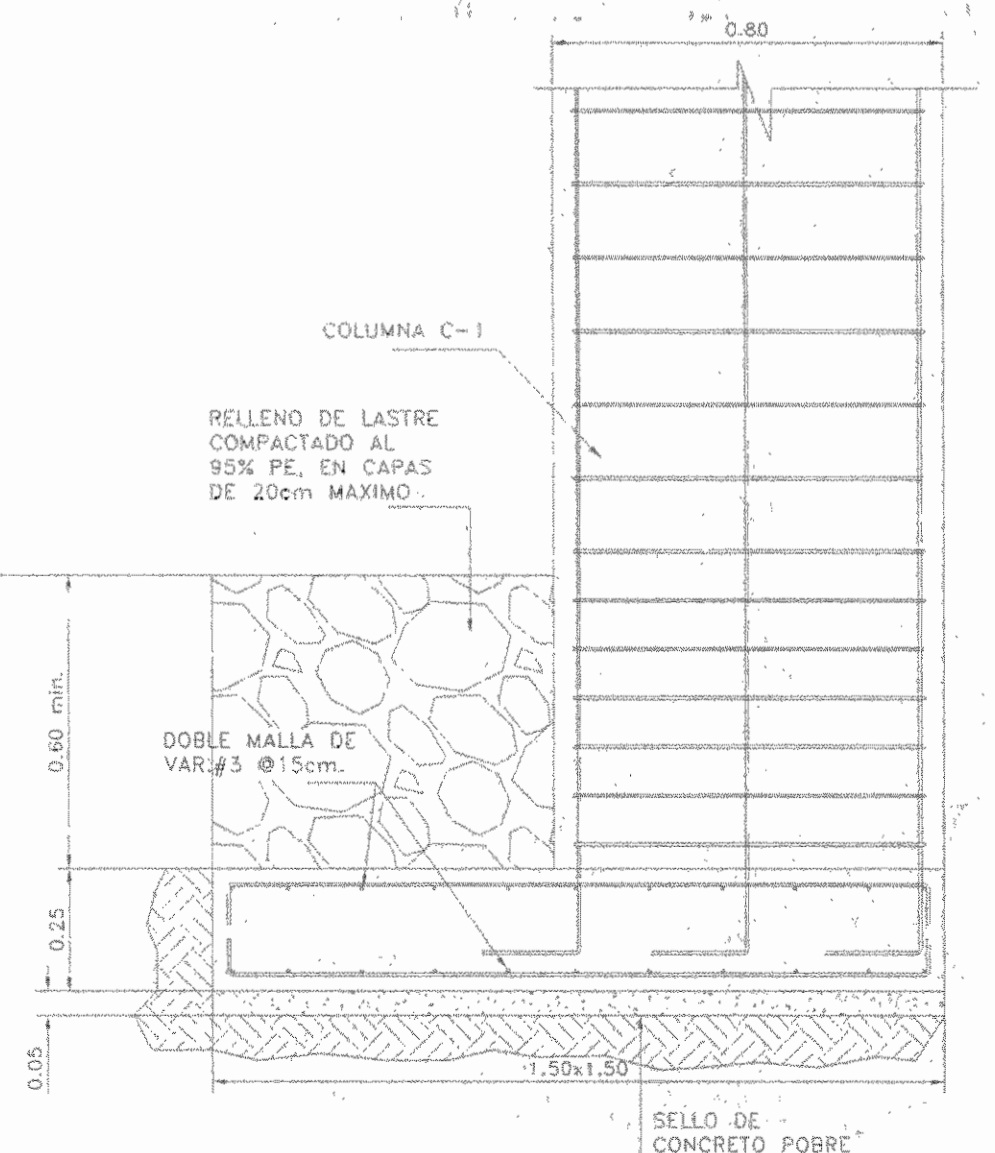 0.80
COLUMNA C-1
RELLENO DE LASTRE
COMPACTADO AL
95% PE, EN CAPAS
DE 20cm MAXIMO
0.60 min.
DOBLE MALLA DE
VAR.#3 @15cm.
0.25
0.05
1.50x1.50
SELLO DE
CONCRETO POBRE